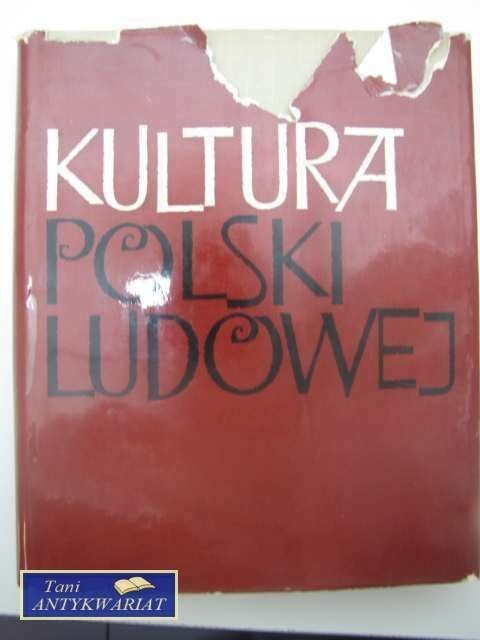 KULTURA
POLSKI
LUDOWEJ
Tani
ANTYKWARIAT